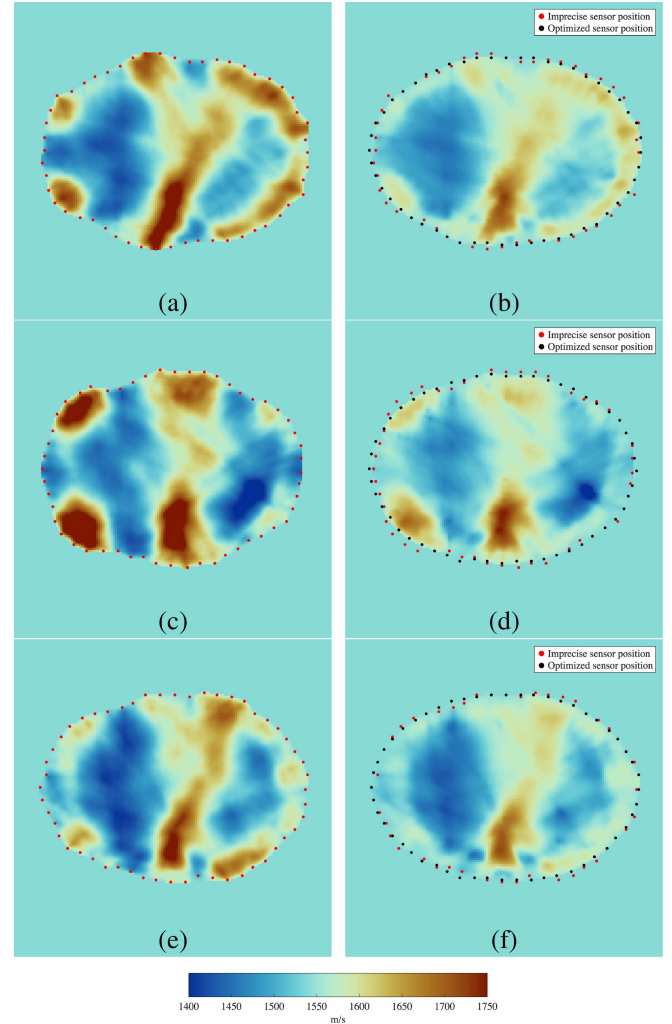 Imprecise sensor position
Optimized sensor position
(a)
(b)
Imprecise sensor position
Optimized sensor position
(c)
(d)
Imprecise sensor position
Optimized sensor position
(e)
(f)
1400 1450 1500 1550 1600 1650 1700 1750
m/s